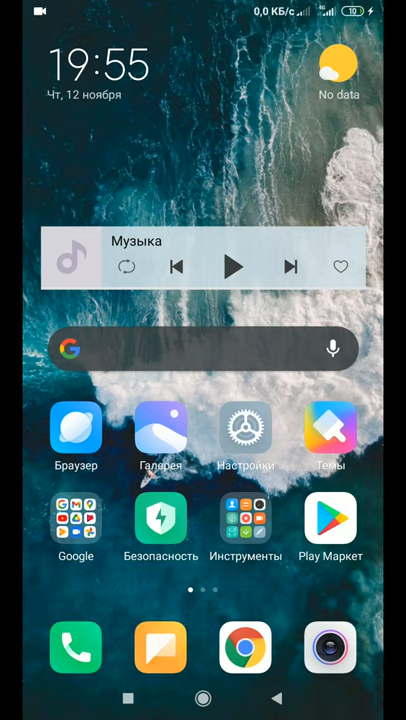 0,0 КБ/с 4G 10
19:55
Чт, 12 ноября
No data
Музыка
Браузер Галерея Настройки Темы
Google Безопасность Инструменты Play Маркет